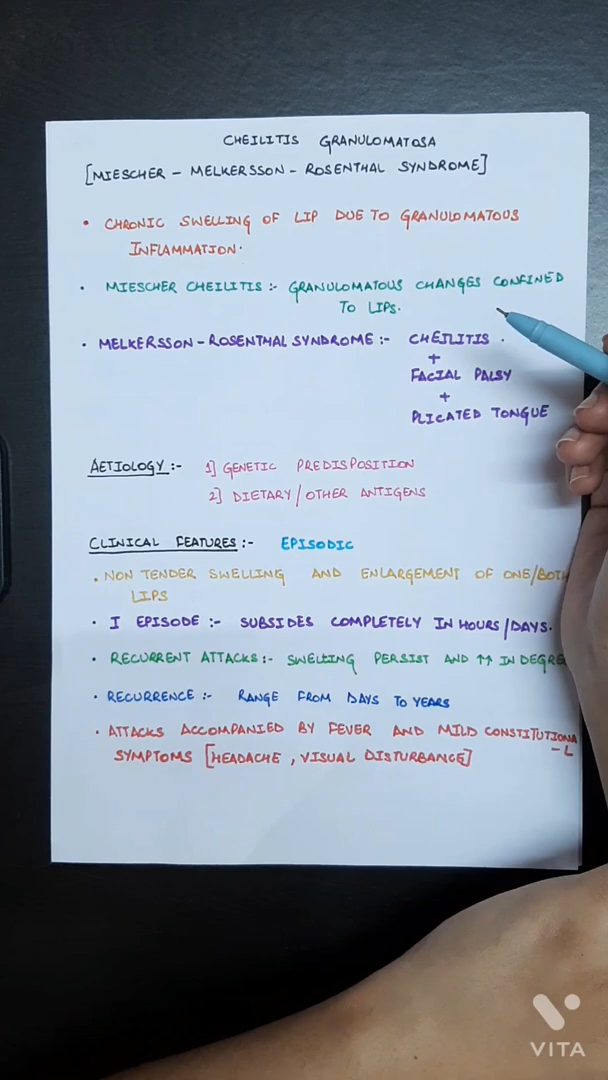 CHEILITIS GRANULOMATOSA
[MIESCHER - MELKERSSON - ROSENTHAL SYNDROME]
• CHRONIC SWELLING OF LIP DUE TO GRANULOMATOUS
INFLAMMATION.
• MIESCHER CHEILITIS :- GRANULOMATOUS CHANGES CONFINED
TO LIPS.
• MELKERSSON - ROSENTHAL SYNDROME :- CHEILITIS.
+
FACIAL PALSY
+
PLICATED TONGUE
AETIOLOGY :- 1] GENETIC PREDISPOSITION
2] DIETARY / OTHER ANTIGENS
CLINICAL FEATURES :- EPISODIC
• NON TENDER SWELLING AND ENLARGEMENT OF ONE/BOTH
LIPS
• I EPISODE :- SUBSIDES COMPLETELY IN HOURS/DAYS.
• RECURRENT ATTACKS :- SWELTING PERSIST AND ↑↑ IN DEGRE
• RECURRENCE :- RANGE FROM DAYS TO YEARS
• ATTACKS ACCOMPANIED BY FEVER AND MILD CONSTITUTIONA
-L
SYMPTOMS [HEADACHE, VISUAL DISTURBANCE]
VITA